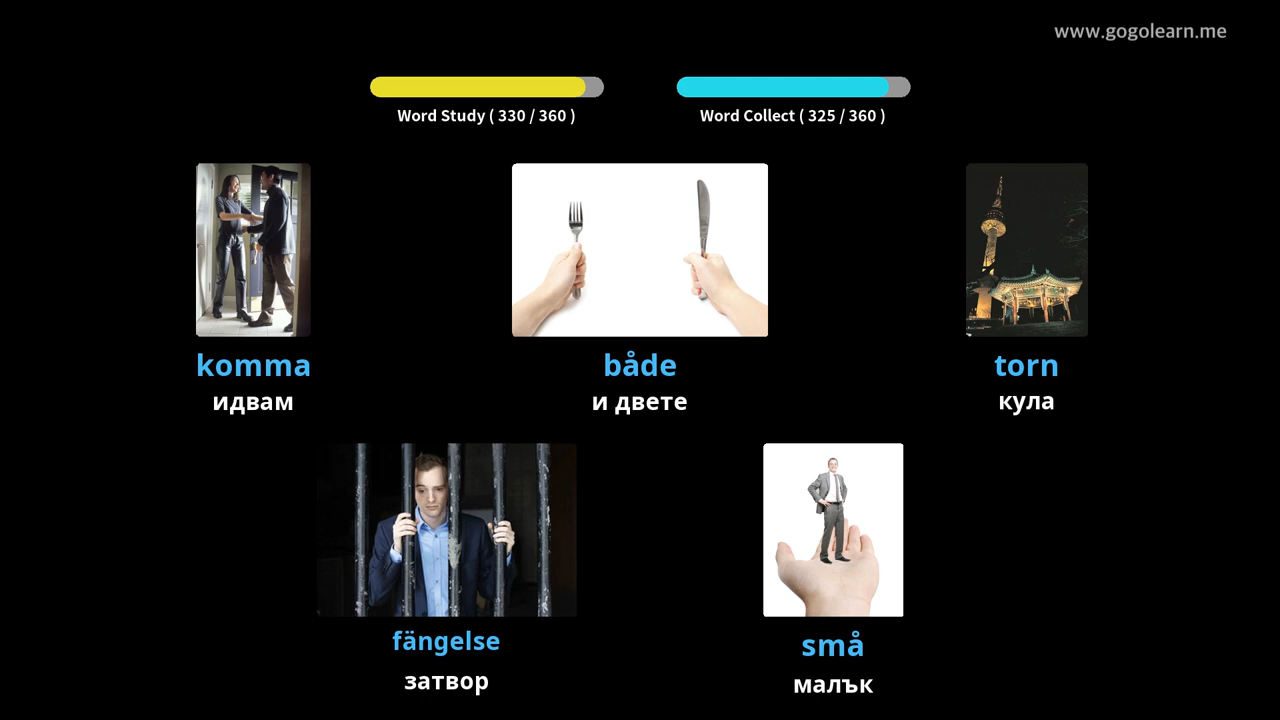 www.gogolearn.me
Word Study ( 330 / 360 )
Word Collect ( 325 / 360 )
komma
идвам
både
и двете
torn
кула
fängelse
затвор
små
малък